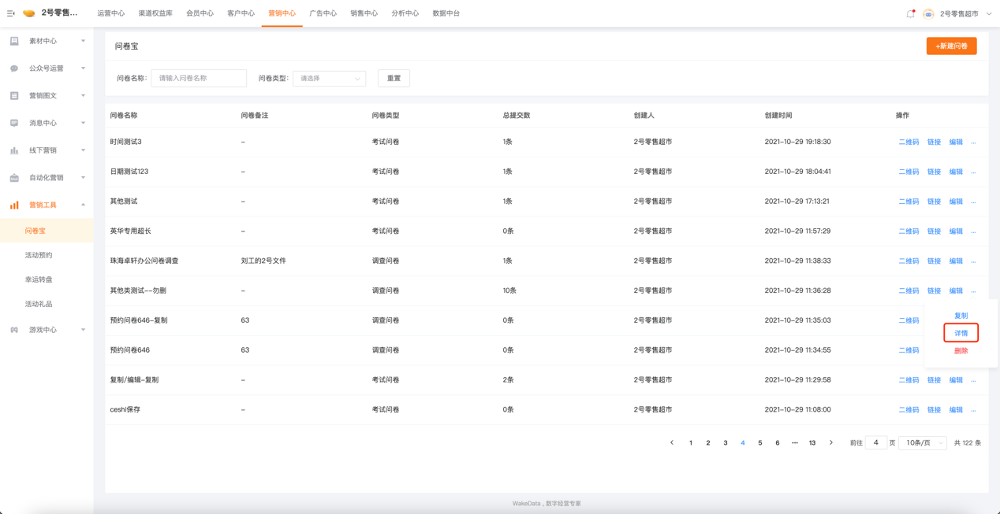 2号零售... 运营中心 渠道权益库 会员中心 客户中心 营销中心 广告中心 销售中心 分析中心 数据中台 2号零售超市
素材中心
公众号运营
营销图文
消息中心
线下营销
自动化营销
营销工具
问卷宝
活动预约
幸运转盘
活动礼品
游戏中心
问卷宝 +新建问卷
问卷名称: 请输入问卷名称 问卷类型: 请选择 重置
问卷名称 问卷备注 问卷类型 总提交数 创建人 创建时间 操作
时间测试3 – 考试问卷 1条 2号零售超市 2021-10-29 19:18:30 二维码 链接 编辑 ...
日期测试123 – 考试问卷 1条 2号零售超市 2021-10-29 18:04:41 二维码 链接 编辑 ...
其他测试 – 考试问卷 1条 2号零售超市 2021-10-29 17:13:21 二维码 链接 编辑 ...
英华专用超长 – 考试问卷 0条 2号零售超市 2021-10-29 11:57:29 二维码 链接 编辑 ...
珠海卓轩办公问卷调查 刘工的2号文件 调查问卷 1条 2号零售超市 2021-10-29 11:38:33 二维码 链接 编辑 ...
其他类测试--勿删 – 调查问卷 10条 2号零售超市 2021-10-29 11:36:28 二维码 链接 编辑 ...
预约问卷646-复制 63 调查问卷 0条 2号零售超市 2021-10-29 11:35:03 二维码
复制
详情
删除
预约问卷646 63 调查问卷 0条 2号零售超市 2021-10-29 11:34:55 二维码
复制/编辑-复制 – 考试问卷 2条 2号零售超市 2021-10-29 11:29:58 二维码 链接 编辑 ...
ceshi保存 – 考试问卷 0条 2号零售超市 2021-10-29 11:08:00 二维码 链接 编辑 ...
1 2 3 4 5 6 ••• 13 前往 4 页 10条/页 共 122 条
WakeData，数字经营专家